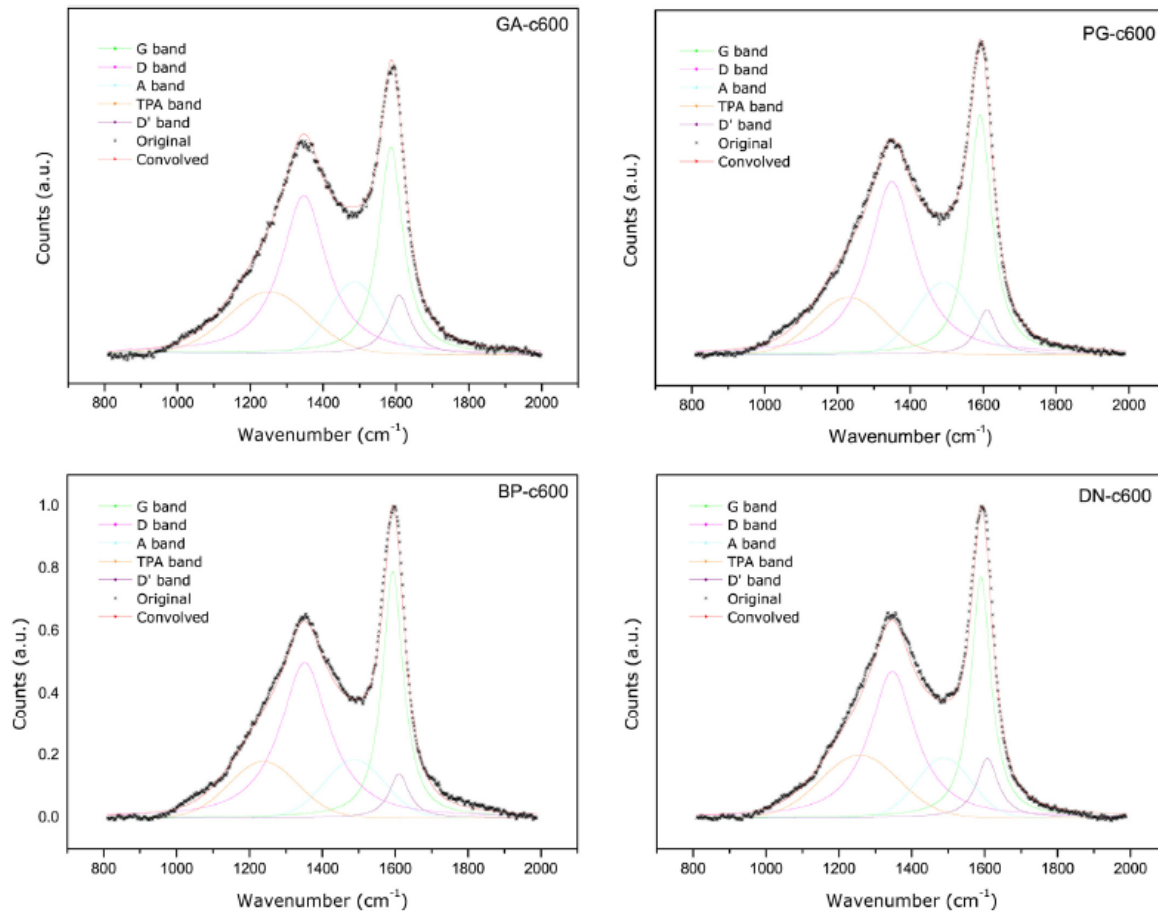 GA-c600
G band
D band
A band
TPA band
D' band
Original
Convolved
Counts (a.u.)
800 1000 1200 1400 1600 1800 2000
Wavenumber (cm⁻¹)
PG-c600
G band
D band
A band
TPA band
D' band
Original
Convolved
Counts (a.u.)
800 1000 1200 1400 1600 1800 2000
Wavenumber (cm⁻¹)
BP-c600
G band
D band
A band
TPA band
D' band
Original
Convolved
Counts (a.u.)
1.0
0.8
0.6
0.4
0.2
0.0
800 1000 1200 1400 1600 1800 2000
Wavenumber (cm⁻¹)
DN-c600
G band
D band
A band
TPA band
D' band
Original
Convolved
Counts (a.u.)
800 1000 1200 1400 1600 1800 2000
Wavenumber (cm⁻¹)